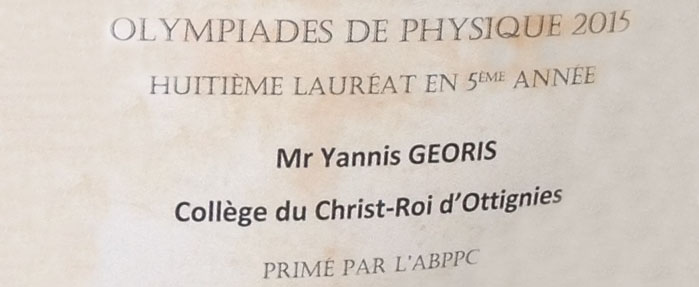 OLYMPIADES DE PHYSIQUE 2015
HUITIÈME LAURÉAT EN 5ÈME ANNÉE
Mr Yannis GEORIS
Collège du Christ-Roi d’Ottignies
PRIMÉ PAR L'ABPPC